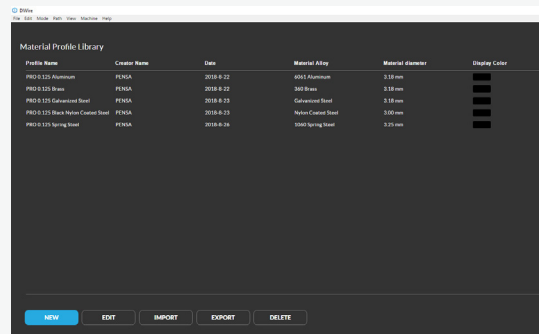 DIWire
File Edit Mode Path View Machine Help
Material Profile Library
Profile Name Creator Name Date Material Alloy Material diameter Display Color
PRO 0.125 Aluminum PENSA 2018-8-22 6061 Aluminum 3.18 mm
PRO 0.125 Brass PENSA 2018-8-22 360 Brass 3.18 mm
PRO 0.125 Galvanized Steel PENSA 2018-8-23 Galvanized Steel 3.18 mm
PRO 0.125 Black Nylon Coated Steel PENSA 2018-8-23 Nylon Coated Steel 3.00 mm
PRO 0.125 Spring Steel PENSA 2018-8-26 1060 Spring Steel 3.25 mm
NEW EDIT IMPORT EXPORT DELETE